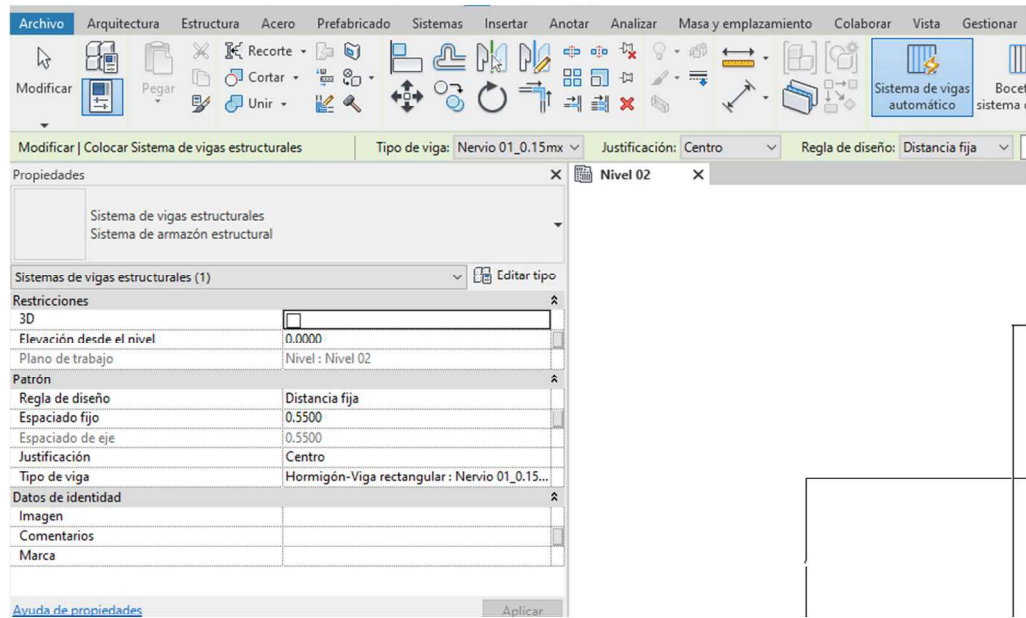 Archivo Arquitectura Estructura Acero Prefabricado Sistemas Insertar Anotar Analizar Masa y emplazamiento Colaborar Vista Gestionar
Modificar
Pegar
Recorte
Cortar
Unir
Sistema de vigas
automático
Bocet
sistema
Modificar | Colocar Sistema de vigas estructurales Tipo de viga: Nervio 01_0.15mx Justificación: Centro Regla de diseño: Distancia fija
Propiedades
Nivel 02
Sistema de vigas estructurales
Sistema de armazón estructural
Sistemas de vigas estructurales (1) Editar tipo
Restricciones
3D
Elevación desde el nivel 0.0000
Plano de trabajo Nivel : Nivel 02
Patrón
Regla de diseño Distancia fija
Espaciado fijo 0.5500
Espaciado de eje 0.5500
Justificación Centro
Tipo de viga Hormigón-Viga rectangular : Nervio 01_0.15...
Datos de identidad
Imagen
Comentarios
Marca
Ayuda de propiedades Aplicar